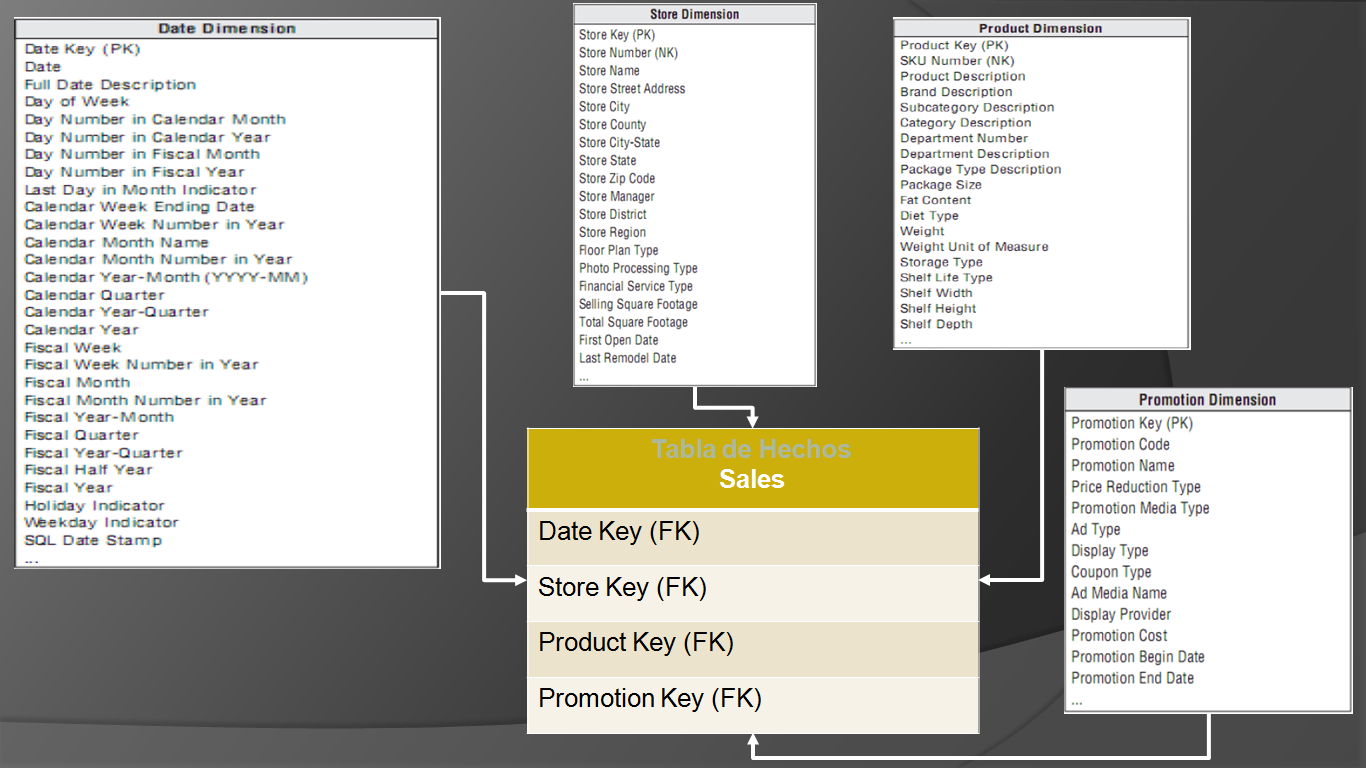 Date Dimension
Date Key (PK)
Date
Full Date Description
Day of Week
Day Number in Calendar Month
Day Number in Calendar Year
Day Number in Fiscal Month
Day Number in Fiscal Year
Last Day in Month Indicator
Calendar Week Ending Date
Calendar Week Number in Year
Calendar Month Name
Calendar Month Number in Year
Calendar Year-Month (YYYY-MM)
Calendar Quarter
Calendar Year-Quarter
Calendar Year
Fiscal Week
Fiscal Week Number in Year
Fiscal Month
Fiscal Month Number in Year
Fiscal Year-Month
Fiscal Quarter
Fiscal Year-Quarter
Fiscal Half Year
Fiscal Year
Holiday Indicator
Weekday Indicator
SQL Date Stamp
...
Store Dimension
Store Key (PK)
Store Number (NK)
Store Name
Store Street Address
Store City
Store County
Store City-State
Store State
Store Zip Code
Store Manager
Store District
Store Region
Floor Plan Type
Photo Processing Type
Financial Service Type
Selling Square Footage
Total Square Footage
First Open Date
Last Remodel Date
...
Product Dimension
Product Key (PK)
SKU Number (NK)
Product Description
Brand Description
Subcategory Description
Category Description
Department Number
Department Description
Package Type Description
Package Size
Fat Content
Diet Type
Weight
Weight Unit of Measure
Storage Type
Shelf Life Type
Shelf Width
Shelf Height
Shelf Depth
...
Promotion Dimension
Promotion Key (PK)
Promotion Code
Promotion Name
Price Reduction Type
Promotion Media Type
Ad Type
Display Type
Coupon Type
Ad Media Name
Display Provider
Promotion Cost
Promotion Begin Date
Promotion End Date
...
Tabla de Hechos
Sales
Date Key (FK)
Store Key (FK)
Product Key (FK)
Promotion Key (FK)